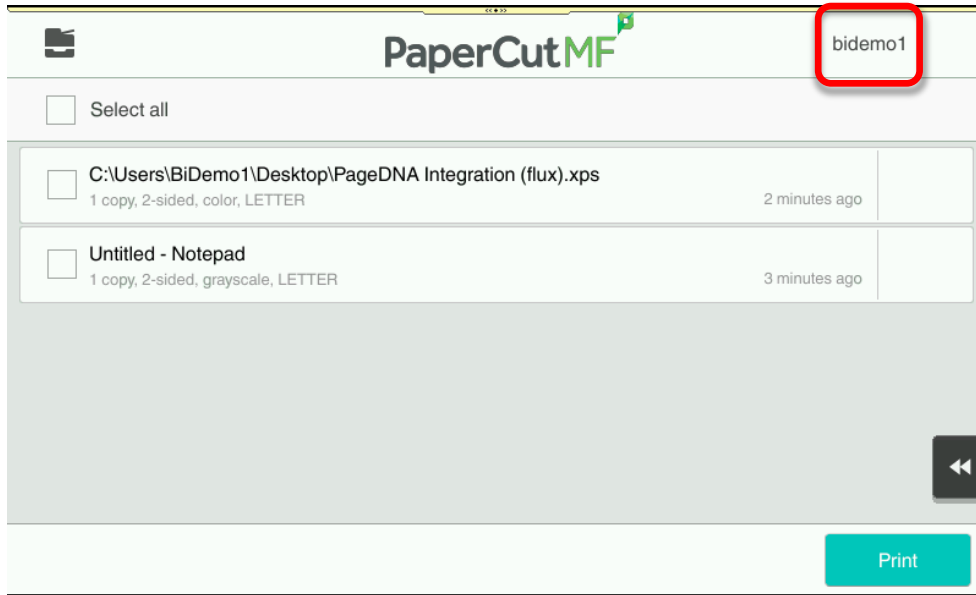 PaperCutMF
bidemo1
Select all
C:\Users\BiDemo1\Desktop\PageDNA Integration (flux).xps
1 copy, 2-sided, color, LETTER
2 minutes ago
Untitled - Notepad
1 copy, 2-sided, grayscale, LETTER
3 minutes ago
Print